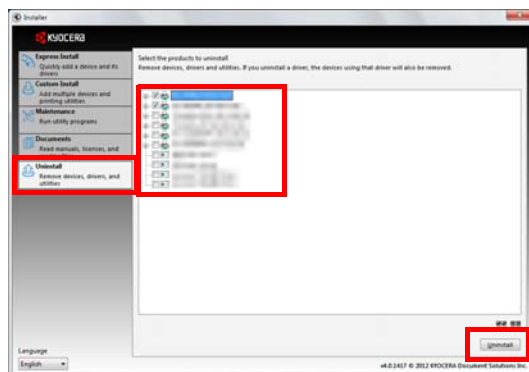 Installer
KYOCERA
Express Install
Quickly add a device and its
drivers
Custom Install
Add multiple devices and
printing utilities
Maintenance
Run utility programs
Documents
Read manuals, licenses, and
Uninstall
Remove devices, drivers, and
utilities
Select the products to uninstall
Remove devices, drivers and utilities. If you uninstall a driver, the devices using that driver will also be removed.
Uninstall
Language
English
v4.0.1417 © 2012 KYOCERA Document Solutions Inc.